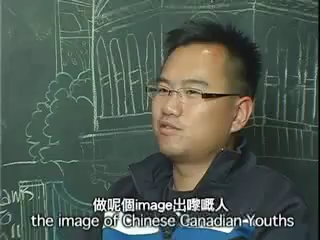 做呢個image出嚟嘅人
the image of Chinese Canadian Youths